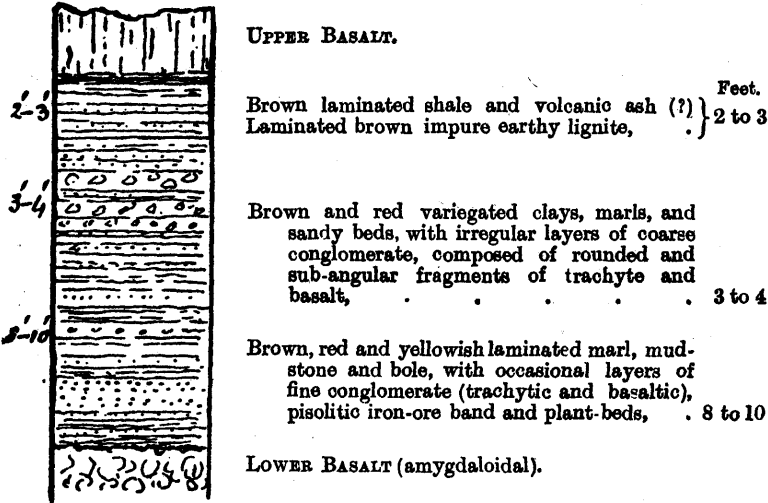 UPPER BASALT.
Feet.
2'-3'
Brown laminated shale and volcanic ash (?)
Laminated brown impure earthy lignite, . } 2 to 3
3'-4'
Brown and red variegated clays, marls, and
sandy beds, with irregular layers of coarse
conglomerate, composed of rounded and
sub-angular fragments of trachyte and
basalt, . . . . . 3 to 4
8'-10'
Brown, red and yellowish laminated marl, mud-
stone and bole, with occasional layers of
fine conglomerate (trachytic and basaltic),
pisolitic iron-ore band and plant-beds, . 8 to 10
LOWER BASALT (amygdaloidal).